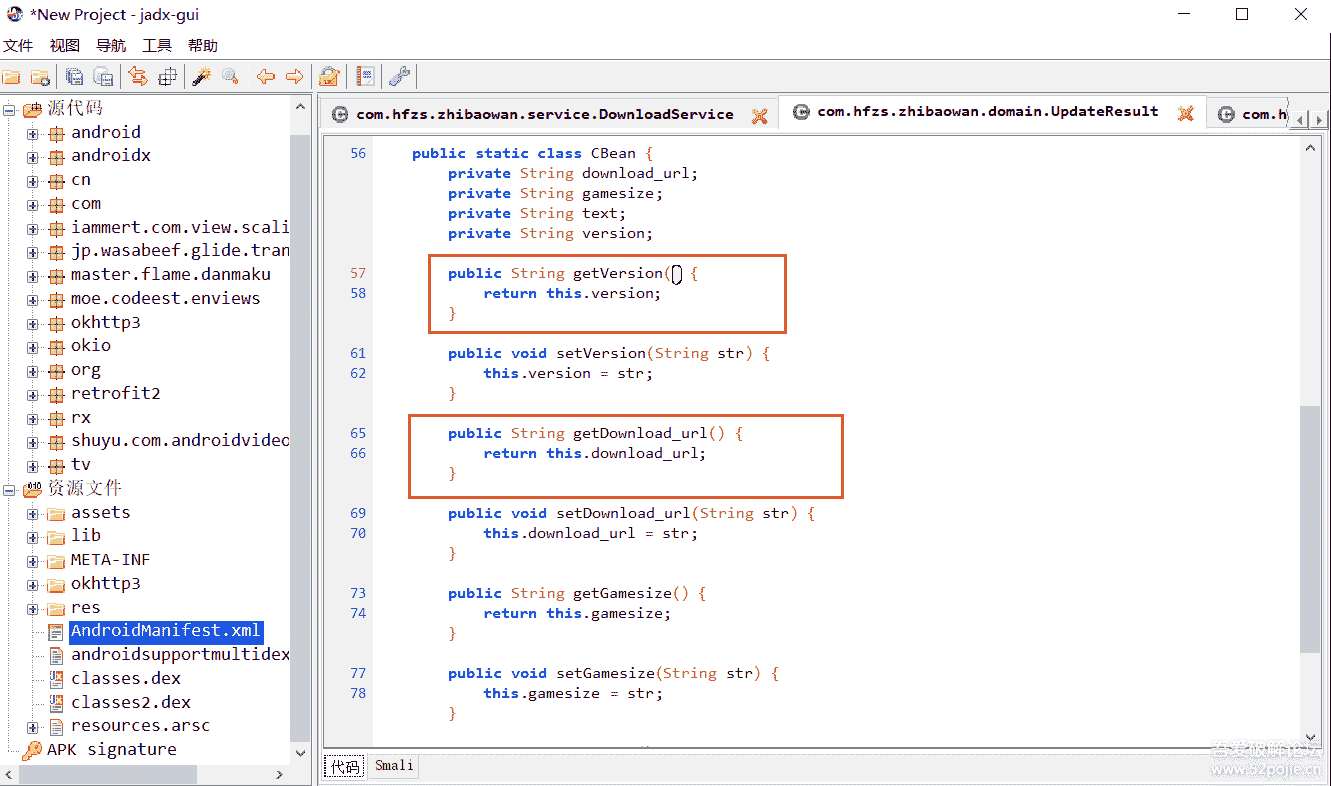 *New Project - jadx-gui
文件 视图 导航 工具 帮助
源代码
android
androidx
cn
com
iammert.com.view.scali
jp.wasabeef.glide.tran
master.flame.danmaku
moe.codeest.enviews
okhttp3
okio
org
retrofit2
rx
shuyu.com.androidvideo
tv
资源文件
assets
lib
META-INF
okhttp3
res
AndroidManifest.xml
androidsupportmultidex
classes.dex
classes2.dex
resources.arsc
APK signature
com.hfzs.zhibaowan.service.DownloadService com.hfzs.zhibaowan.domain.UpdateResult com.h
56 public static class CBean {
private String download_url;
private String gamesize;
private String text;
private String version;
57 public String getVersion() {
58 return this.version;
}
61 public void setVersion(String str) {
62 this.version = str;
}
65 public String getDownload_url() {
66 return this.download_url;
}
69 public void setDownload_url(String str) {
70 this.download_url = str;
}
73 public String getGamesize() {
74 return this.gamesize;
}
77 public void setGamesize(String str) {
78 this.gamesize = str;
}
代码 Smali
吾爱破解论坛
www.52pojie.cn